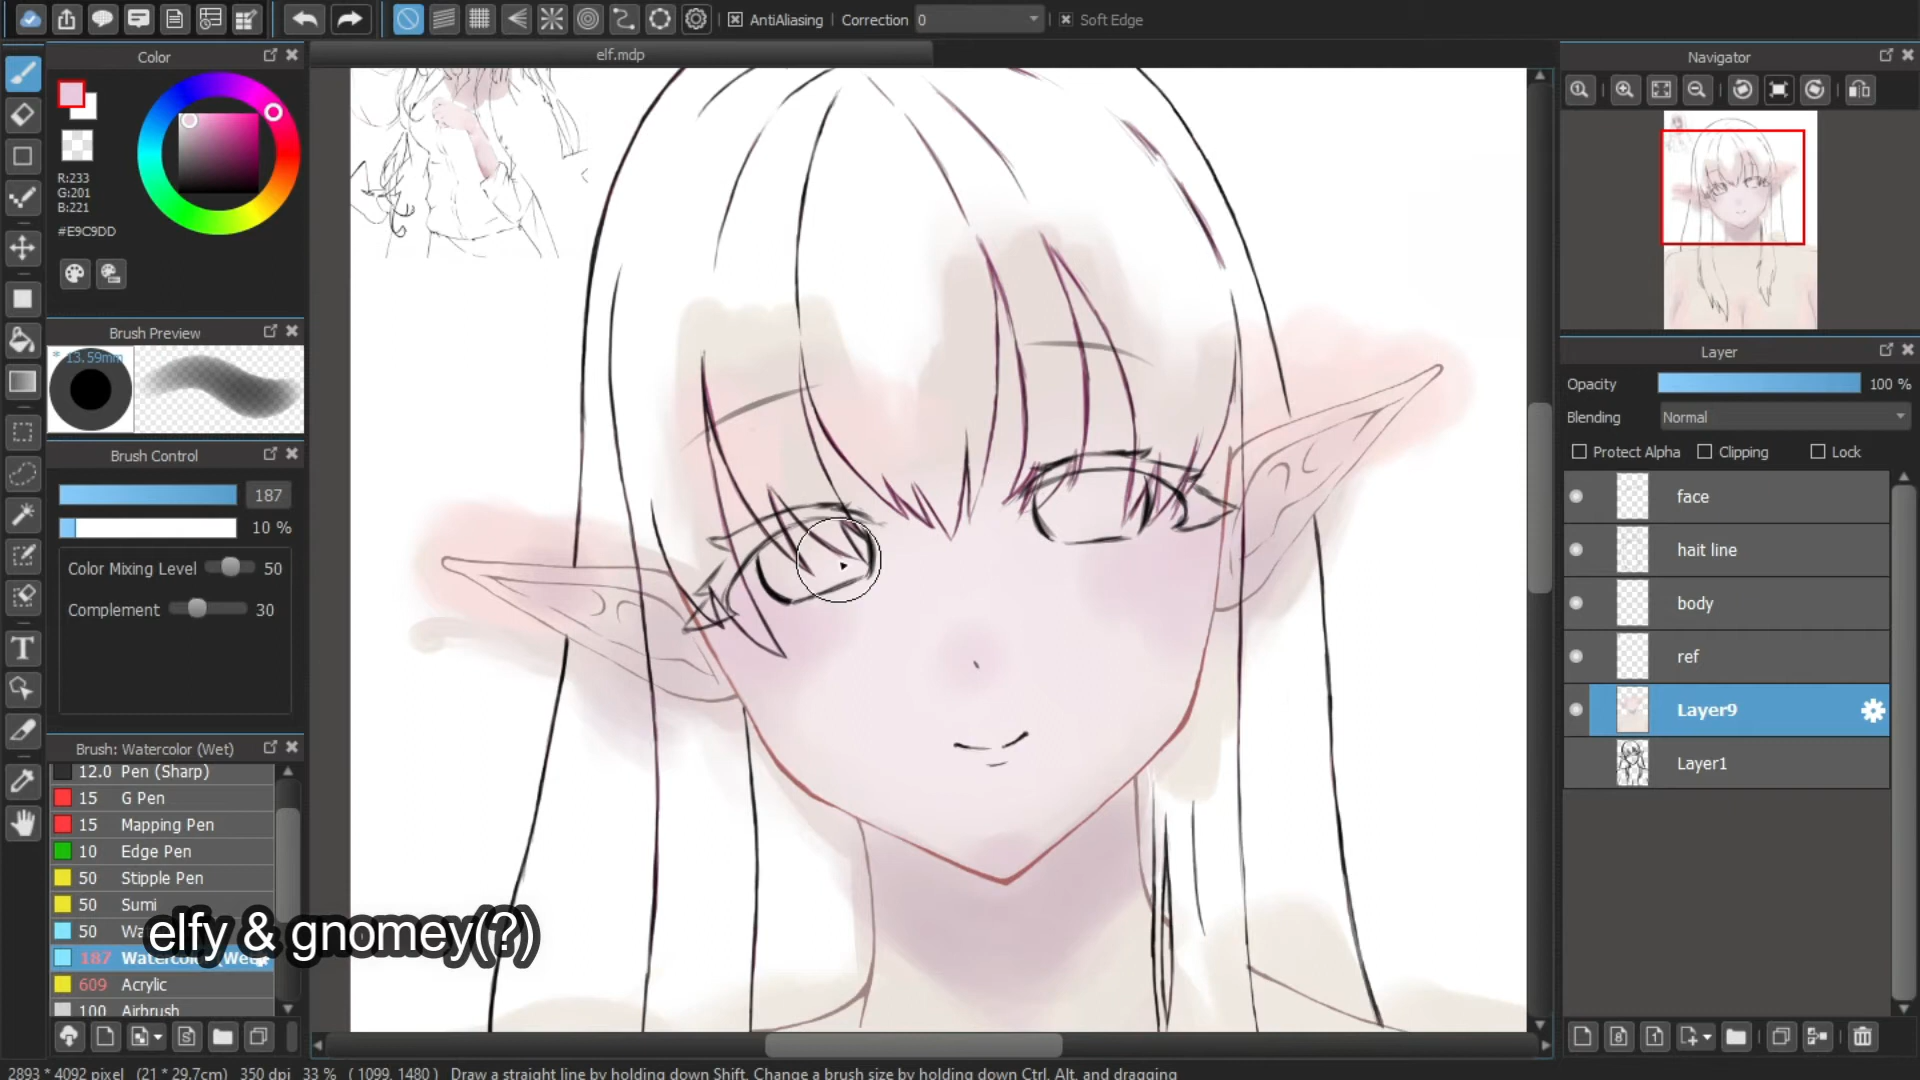 AntiAliasing
Correction
0
Soft Edge
elf.mdp
Color
R:233
G:201
B:221
#E9C9DD
Brush Preview
* 13.59mm
Brush Control
187
10 %
Color Mixing Level 50
Complement 30
Brush: Watercolor (Wet)
12.0 Pen (Sharp)
15 G Pen
15 Mapping Pen
10 Edge Pen
50 Stipple Pen
50 Sumi
50 Wa
187 Watercolo (We
609 Acrylic
100 Airbrush
elfy & gnomey(?)
Navigator
Layer
Opacity 100 %
Blending Normal
Protect Alpha Clipping Lock
face
hait line
body
ref
Layer9
Layer1
2893 * 4092 pixel (21 * 29.7cm) 350 dpi 33 % ( 1099, 1480 ) Draw a straight line by holding down Shift, Change a brush size by holding down Ctrl, Alt, and dragging